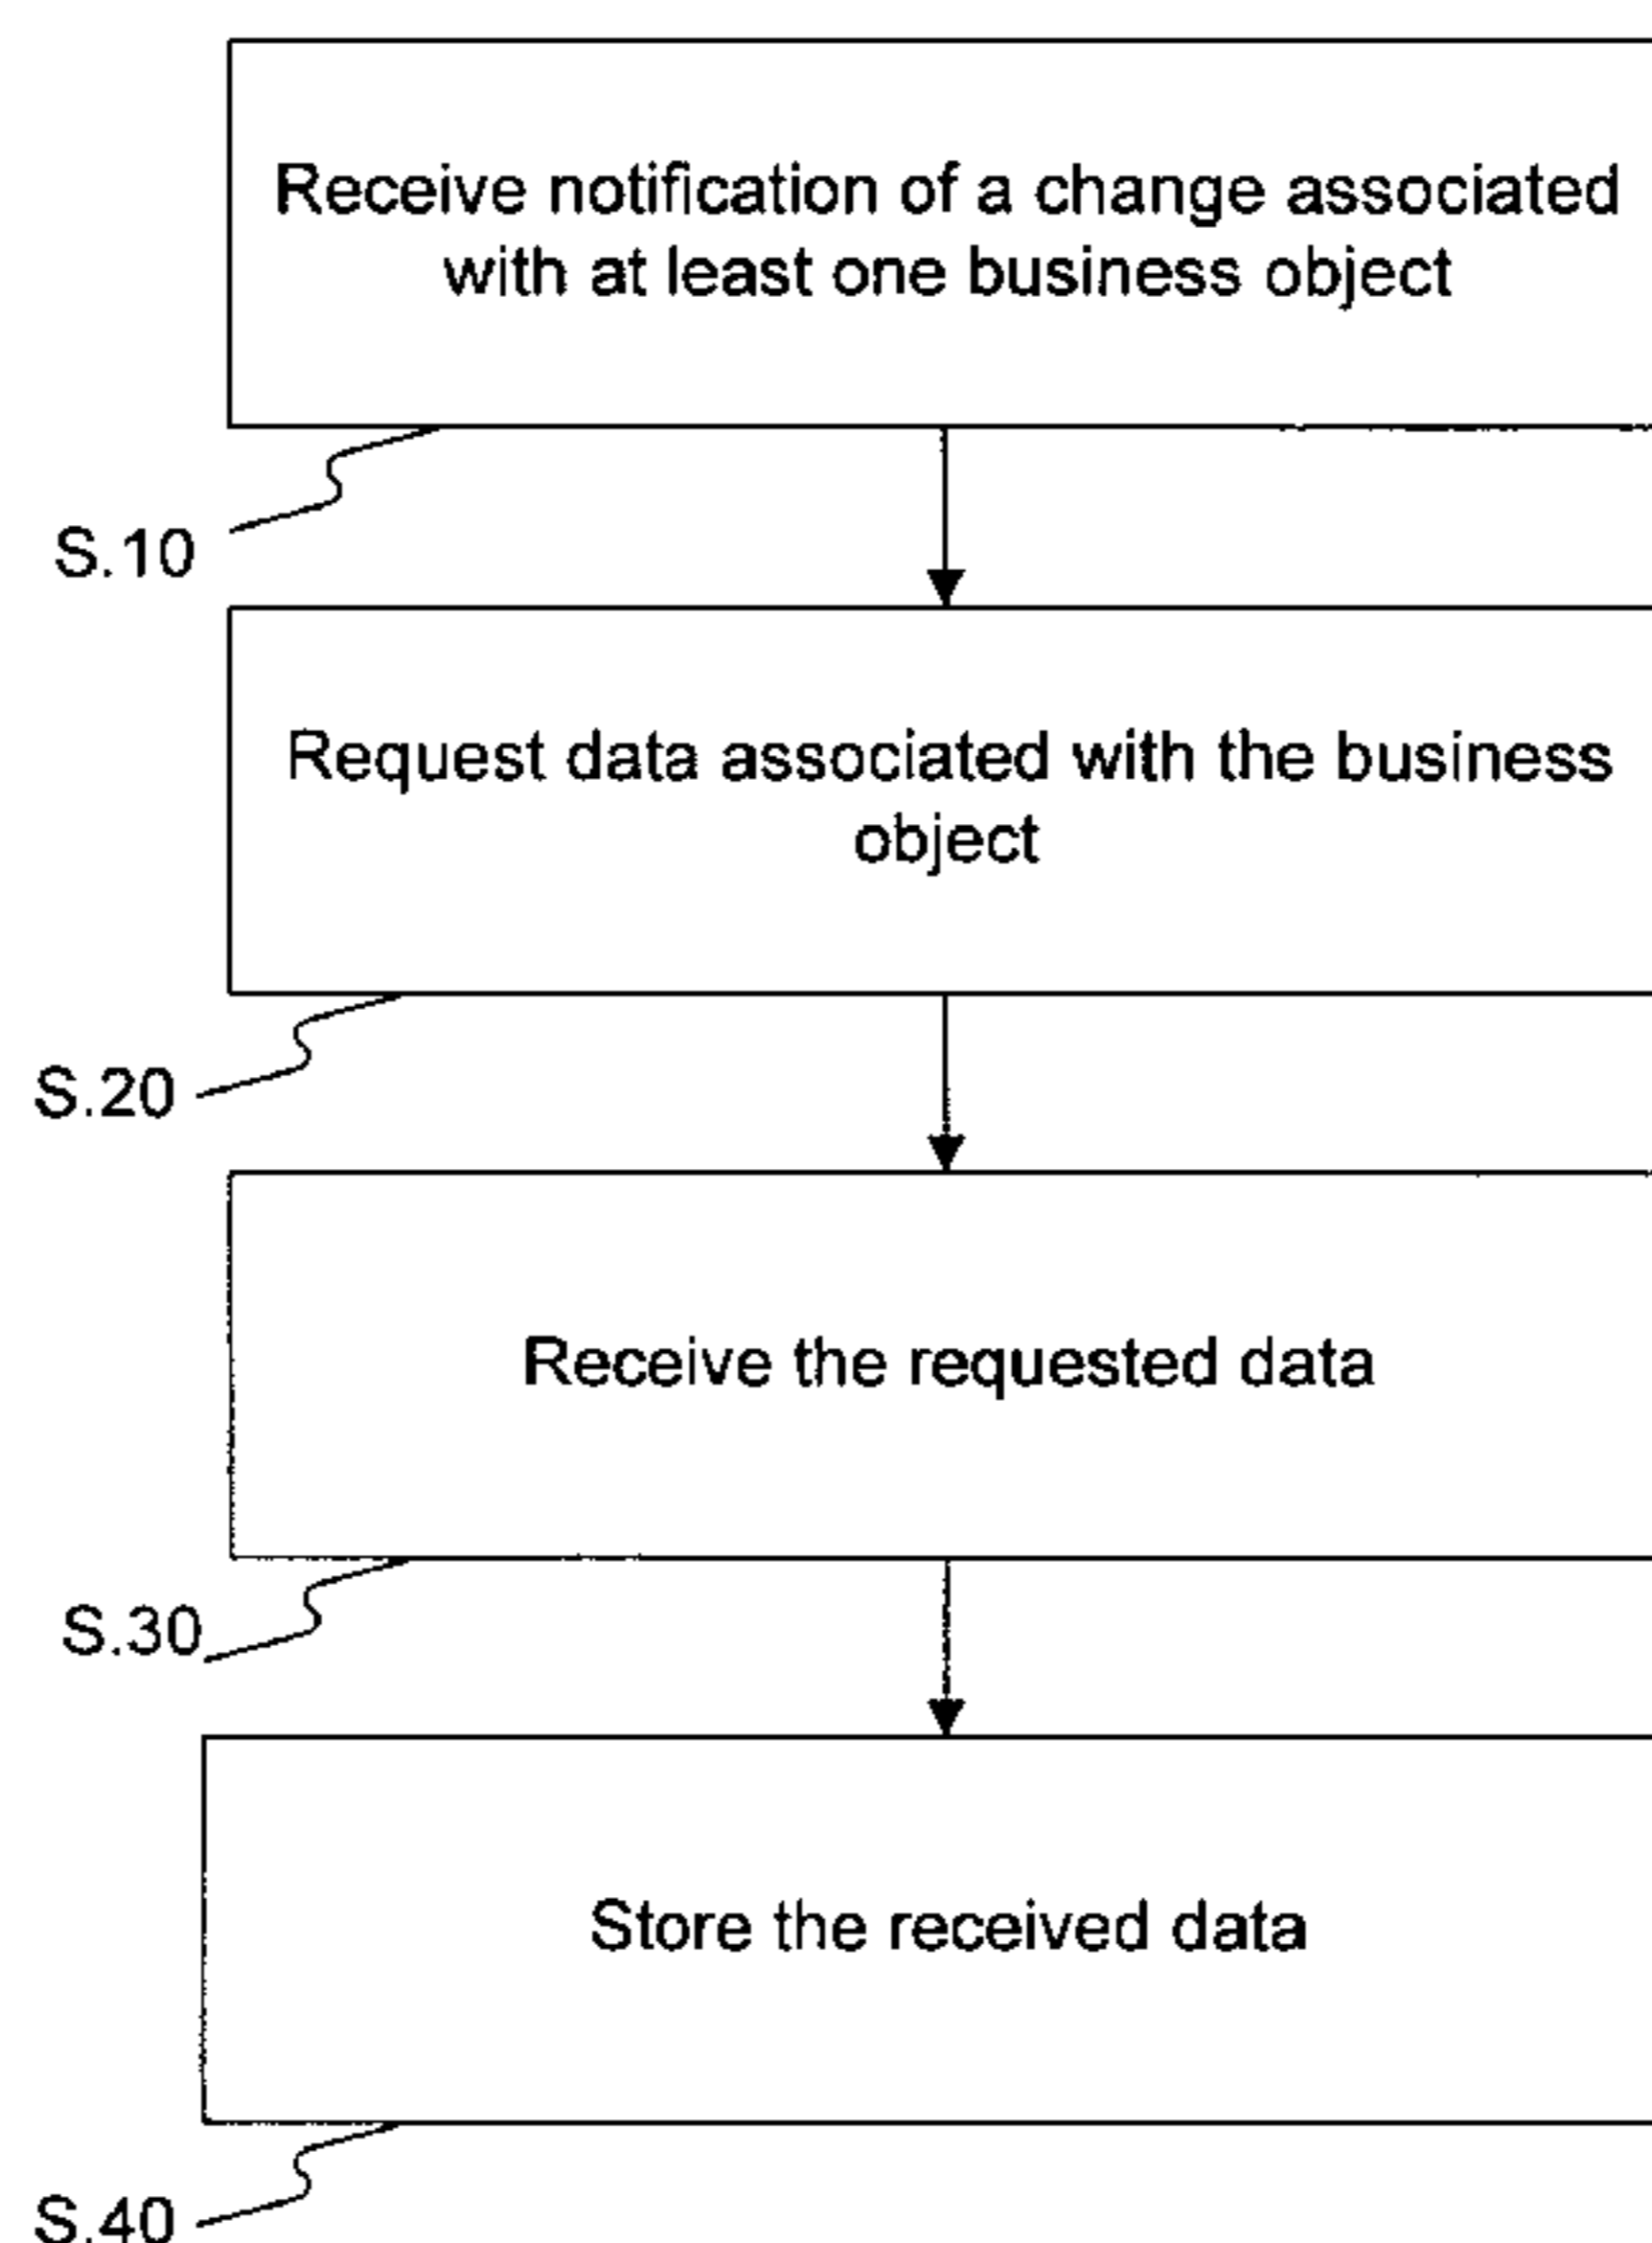 Receive notification of a change associated
with at least one business object
S.10
Request data associated with the business
object
S.20
Receive the requested data
S.30
Store the received data
S.40